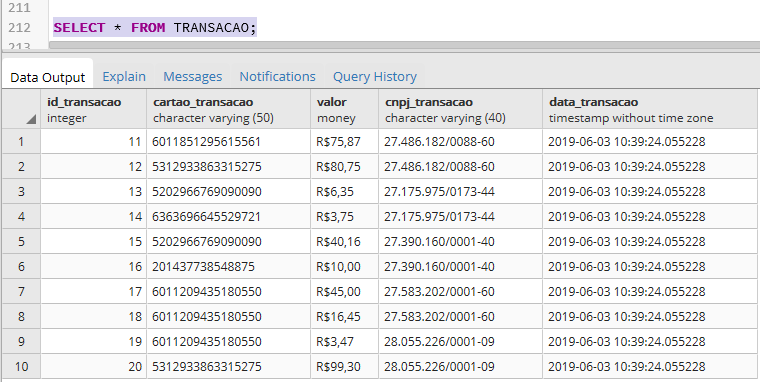 211
212 SELECT * FROM TRANSACAO;
213
Data Output Explain Messages Notifications Query History
id_transacao cartao_transacao valor cnpj_transacao data_transacao
integer character varying (50) money character varying (40) timestamp without time zone
1 11 6011851295615561 R$75,87 27.486.182/0088-60 2019-06-03 10:39:24.055228
2 12 5312933863315275 R$80,75 27.486.182/0088-60 2019-06-03 10:39:24.055228
3 13 5202966769090090 R$6,35 27.175.975/0173-44 2019-06-03 10:39:24.055228
4 14 6363696645529721 R$3,75 27.175.975/0173-44 2019-06-03 10:39:24.055228
5 15 5202966769090090 R$40,16 27.390.160/0001-40 2019-06-03 10:39:24.055228
6 16 201437738548875 R$10,00 27.390.160/0001-40 2019-06-03 10:39:24.055228
7 17 6011209435180550 R$45,00 27.583.202/0001-60 2019-06-03 10:39:24.055228
8 18 6011209435180550 R$16,45 27.583.202/0001-60 2019-06-03 10:39:24.055228
9 19 6011209435180550 R$3,47 28.055.226/0001-09 2019-06-03 10:39:24.055228
10 20 5312933863315275 R$99,30 28.055.226/0001-09 2019-06-03 10:39:24.055228